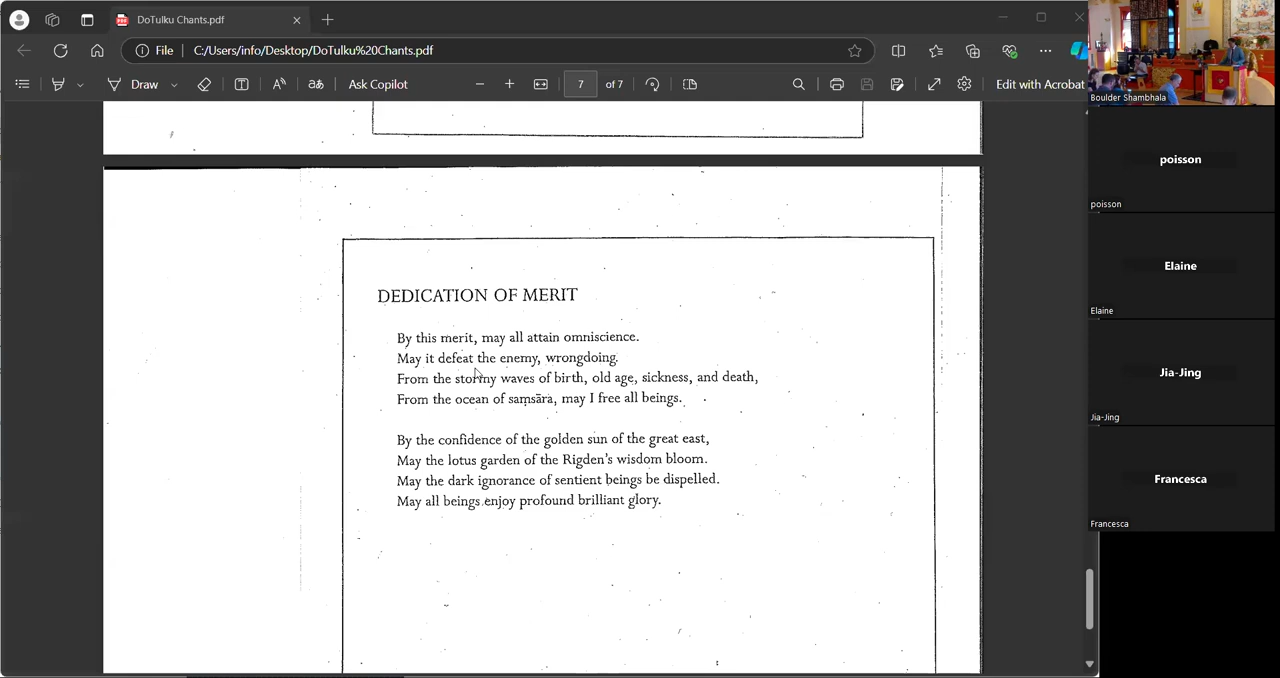 DoTulku Chants.pdf
File
C:/Users/info/Desktop/DoTulku%20Chants.pdf
Draw
aあ
Ask Copilot
7
of 7
Edit with Acrobat
DEDICATION OF MERIT
By this merit, may all attain omniscience.
May it defeat the enemy, wrongdoing.
From the stormy waves of birth, old age, sickness, and death,
From the ocean of saṃsāra, may I free all beings.
By the confidence of the golden sun of the great east,
May the lotus garden of the Rigden's wisdom bloom.
May the dark ignorance of sentient beings be dispelled.
May all beings enjoy profound brilliant glory.
Boulder Shambhala
poisson
poisson
Elaine
Elaine
Jia-Jing
Jia-Jing
Francesca
Francesca